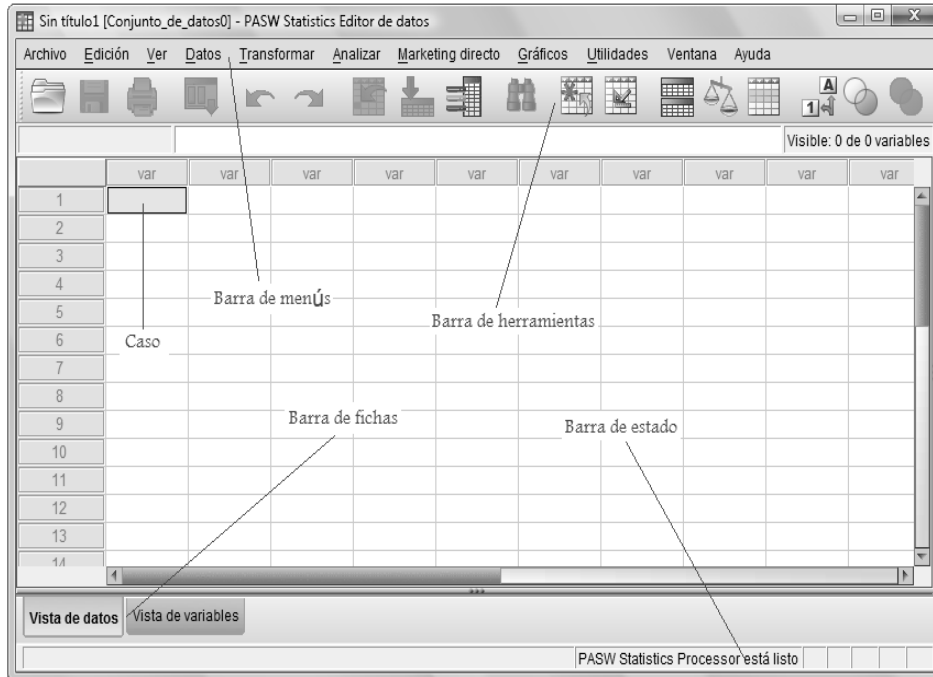 Sin título1 [Conjunto_de_datos0] - PASW Statistics Editor de datos
Archivo Edición Ver Datos Transformar Analizar Marketing directo Gráficos Utilidades Ventana Ayuda
A
1
Visible: 0 de 0 variables
var var var var var var var var var var
1
2
3
4
Barra de menús
5
Barra de herramientas
6
Caso
7
8
Barra de fichas
9
Barra de estado
10
11
12
13
14
Vista de datos Vista de variables
PASW Statistics Processor está listo